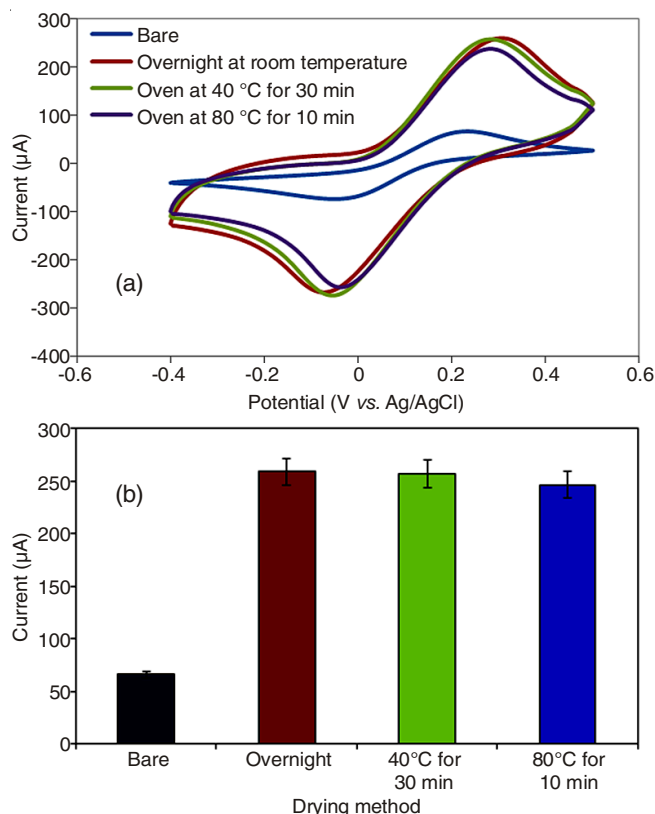 300
200
100
0
-100
-200
-300
-400
Current (µA)
Bare
Overnight at room temperature
Oven at 40 °C for 30 min
Oven at 80 °C for 10 min
(a)
-0.6 -0.4 -0.2 0 0.2 0.4 0.6
Potential (V vs. Ag/AgCl)
300
250
200
150
100
50
0
Current (µA)
(b)
Bare Overnight 40°C for 80°C for
30 min 10 min
Drying method